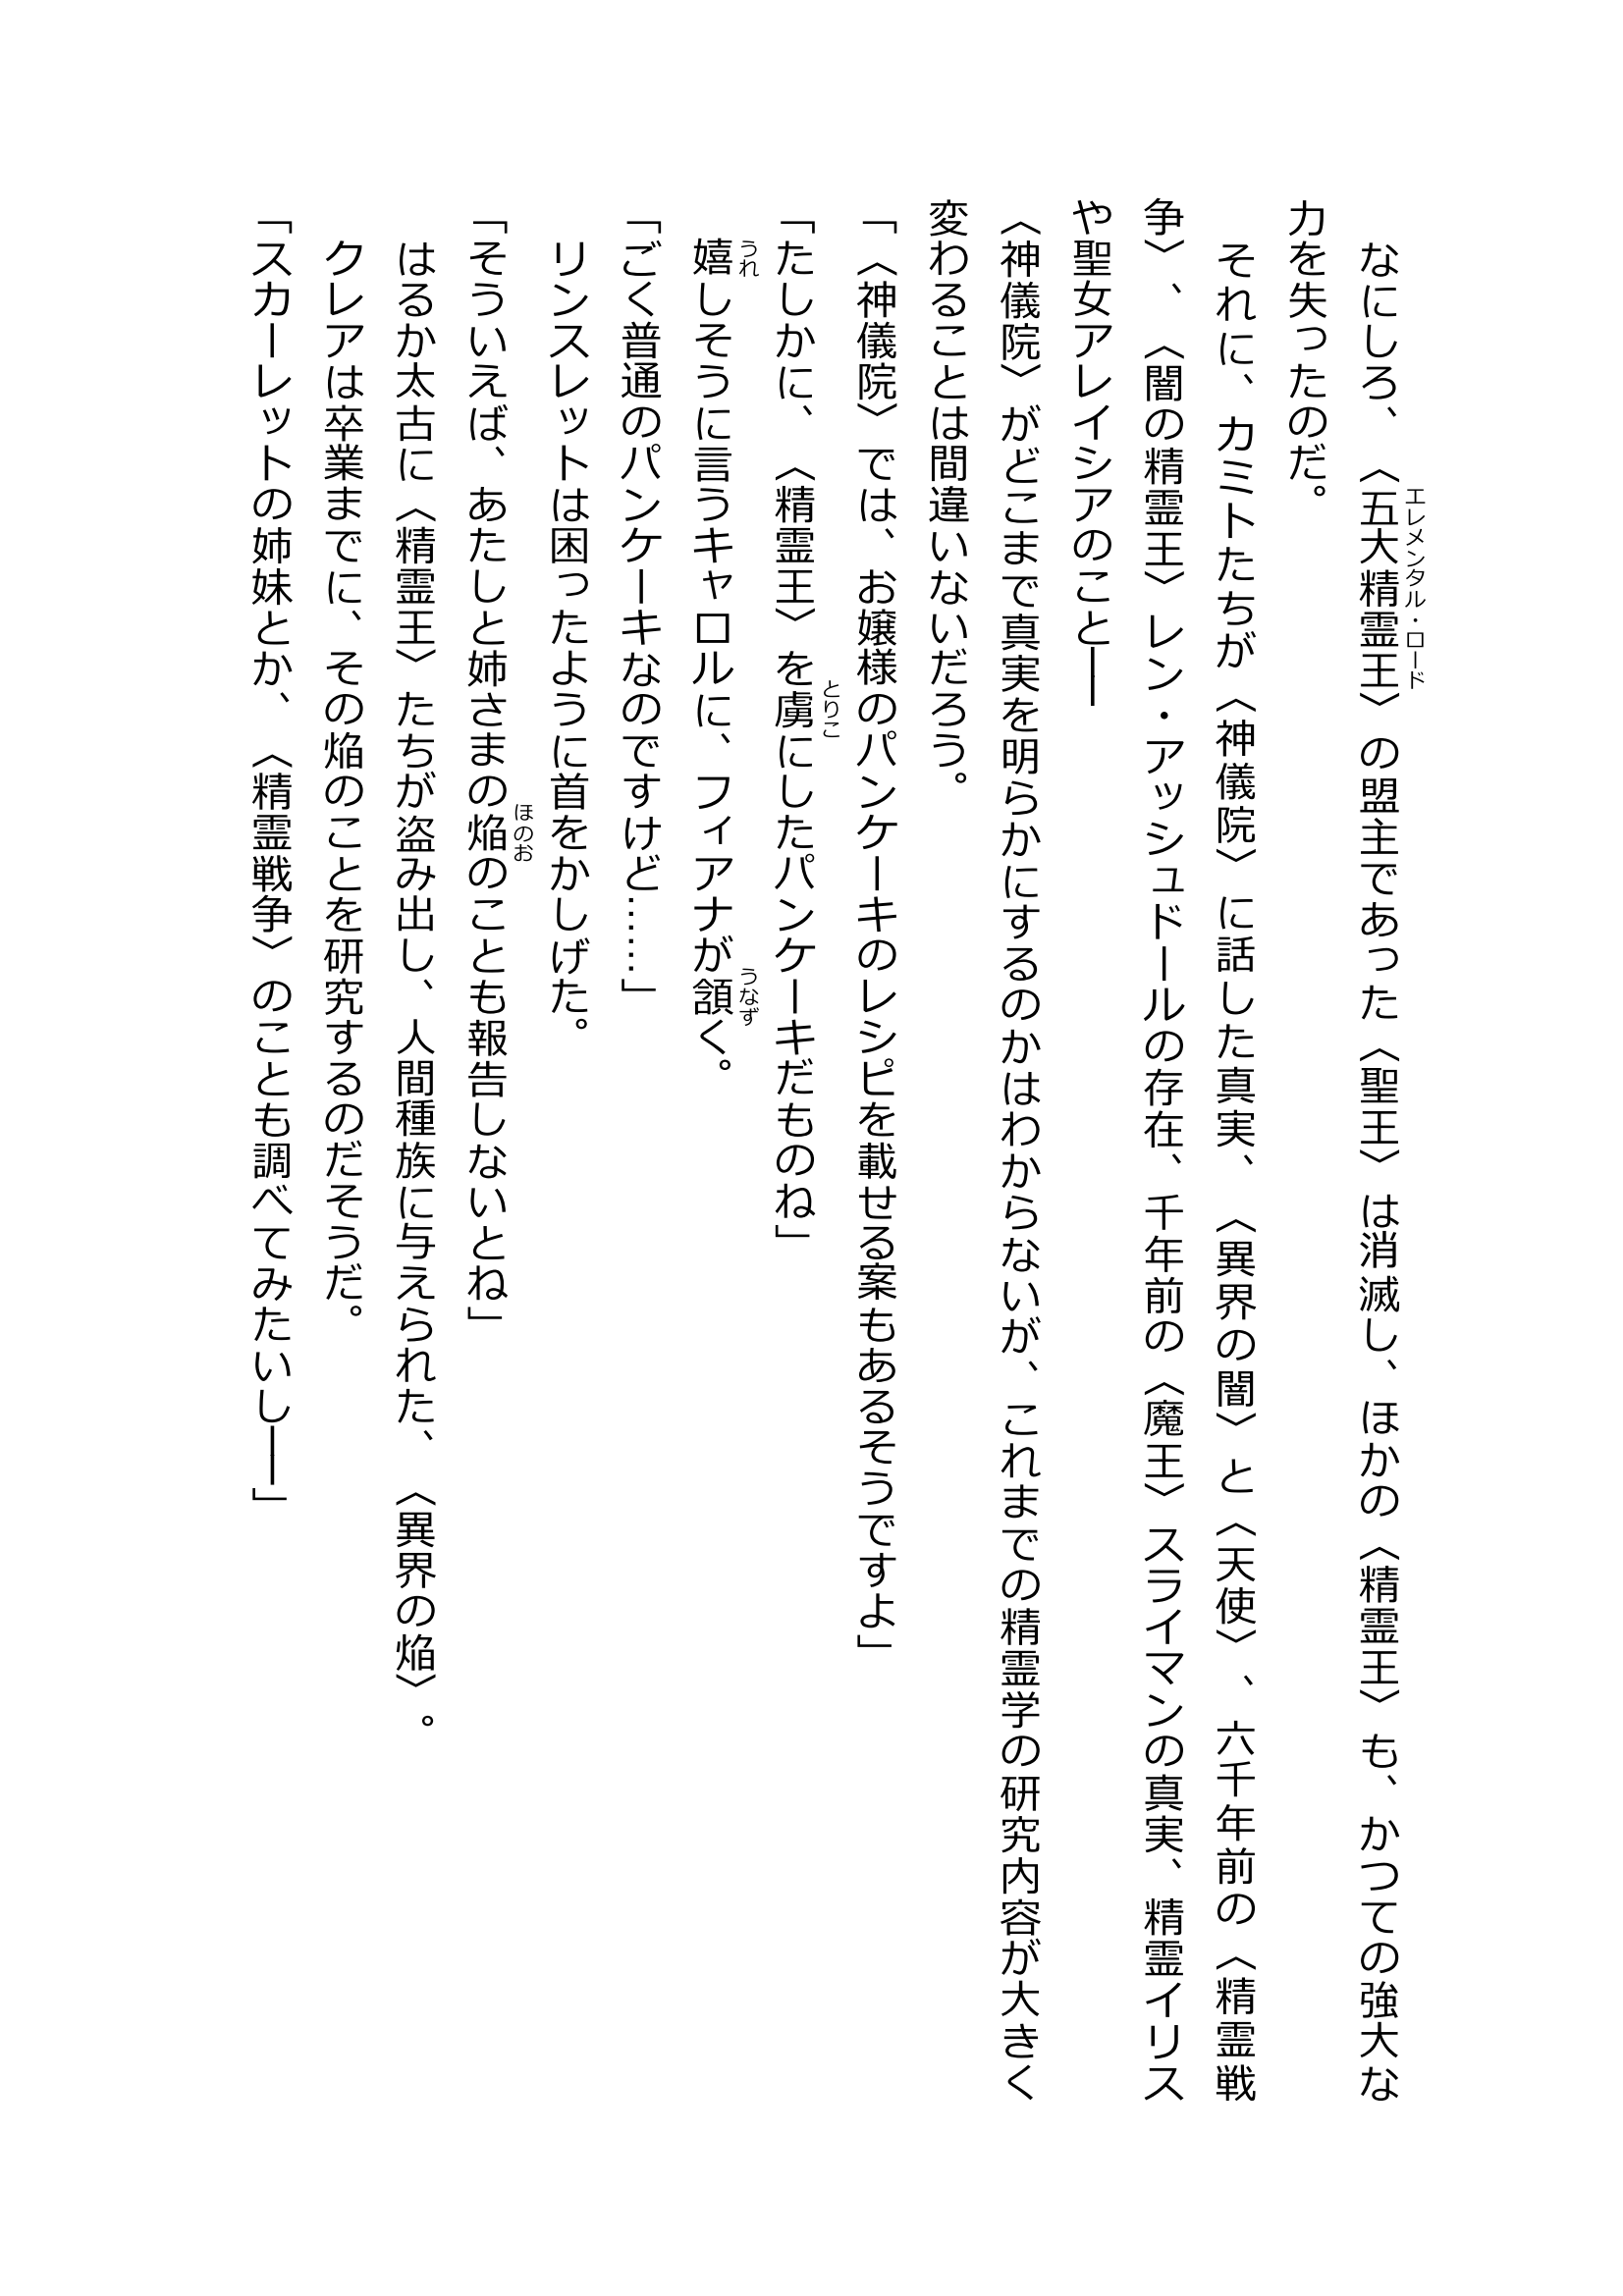 なにしろ、〈五大精霊王〉の盟主であった〈聖王〉は消滅し、ほかの〈精霊王〉も、かつての強大な
エレメンタル・ロード
力を失ったのだ。
それに、カミトたちが〈神儀院〉に話した真実、〈異界の闇〉と〈天使〉、六千年前の〈精霊戦
争〉、〈闇の精霊王〉レン・アッシュドールの存在、千年前の〈魔王〉スライマンの真実、精霊イリス
や聖女アレイシアのこと――
〈神儀院〉がどこまで真実を明らかにするのかはわからないが、これまでの精霊学の研究内容が大きく
変わることは間違いないだろう。
「〈神儀院〉では、お嬢様のパンケーキのレシピを載せる案もあるそうですよ」
「たしかに、〈精霊王〉を虜にしたパンケーキだものね」
とりこ
嬉しそうに言うキャロルに、フィアナが頷く。
うれ
うなず
「ごく普通のパンケーキなのですけど……」
リンスレットは困ったように首をかしげた。
「そういえば、あたしと姉さまの焔のことも報告しないとね」
ほのお
はるか太古に〈精霊王〉たちが盗み出し、人間種族に与えられた、〈異界の焔〉。
クレアは卒業までに、その焔のことを研究するのだそうだ。
「スカーレットの姉妹とか、〈精霊戦争〉のことも調べてみたいし――」